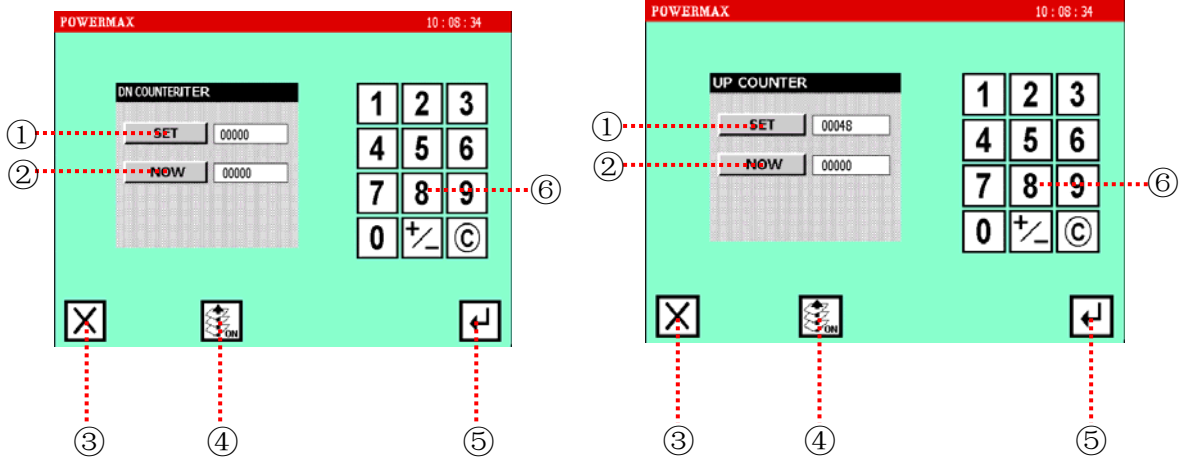 POWERMAX 10 : 08 : 34
DN COUNTERITER
① SET 00000
② NOW 00000
1 2 3
4 5 6
7 8 9 ⑥
0 +/- ©
ON
③ ④ ⑤
POWERMAX 10 : 08 : 34
UP COUNTER
① SET 00048
② NOW 00000
1 2 3
4 5 6
7 8 9 ⑥
0 +/- ©
ON
③ ④ ⑤